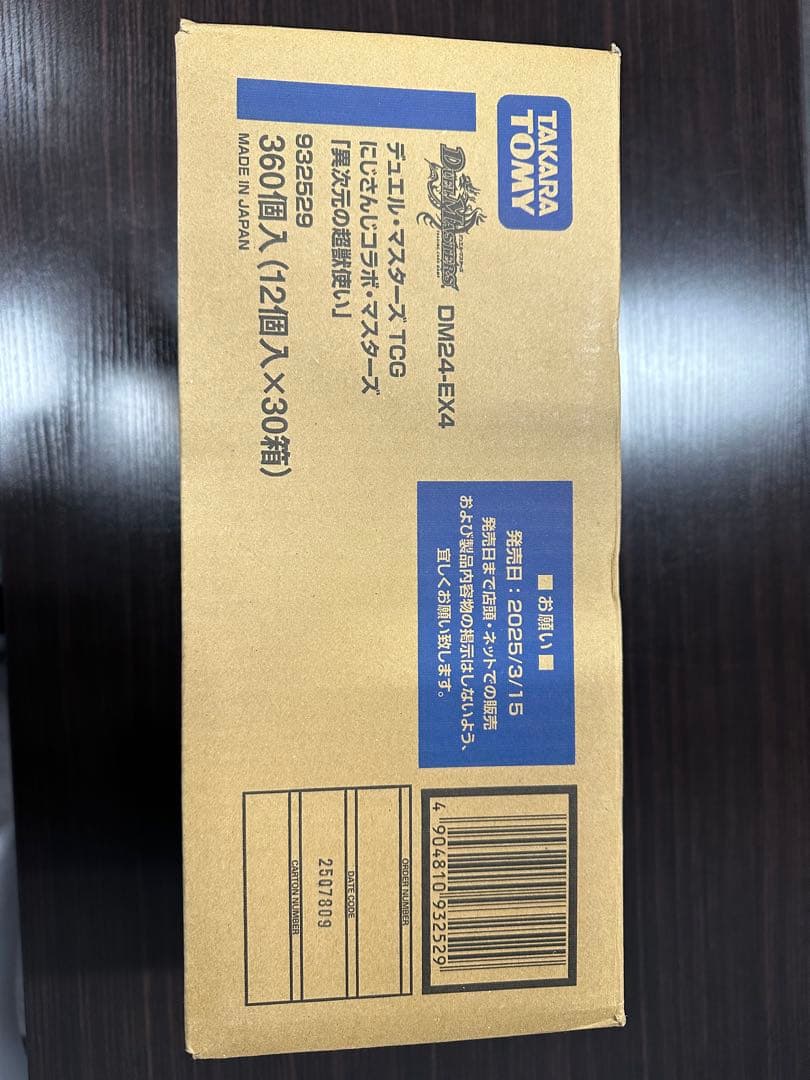 TAKARA
TOMY
DUEL MASTERS
TRADING CARD GAME
DM24-EX4
デュエル・マスターズ TCG
にじさんじコラボ・マスターズ
「異次元の超獣使い」
932529
360個入(12個入×30箱)
MADE IN JAPAN
■お願い■
発売日:2025/3/15
発売日まで店頭・ネットでの販売
および製品内容物の掲示はしないよう、
宜しくお願い致します。
4 904810 932529
ORDER NUMBER
DATE CODE
25Q7809
CARTON NUMBER